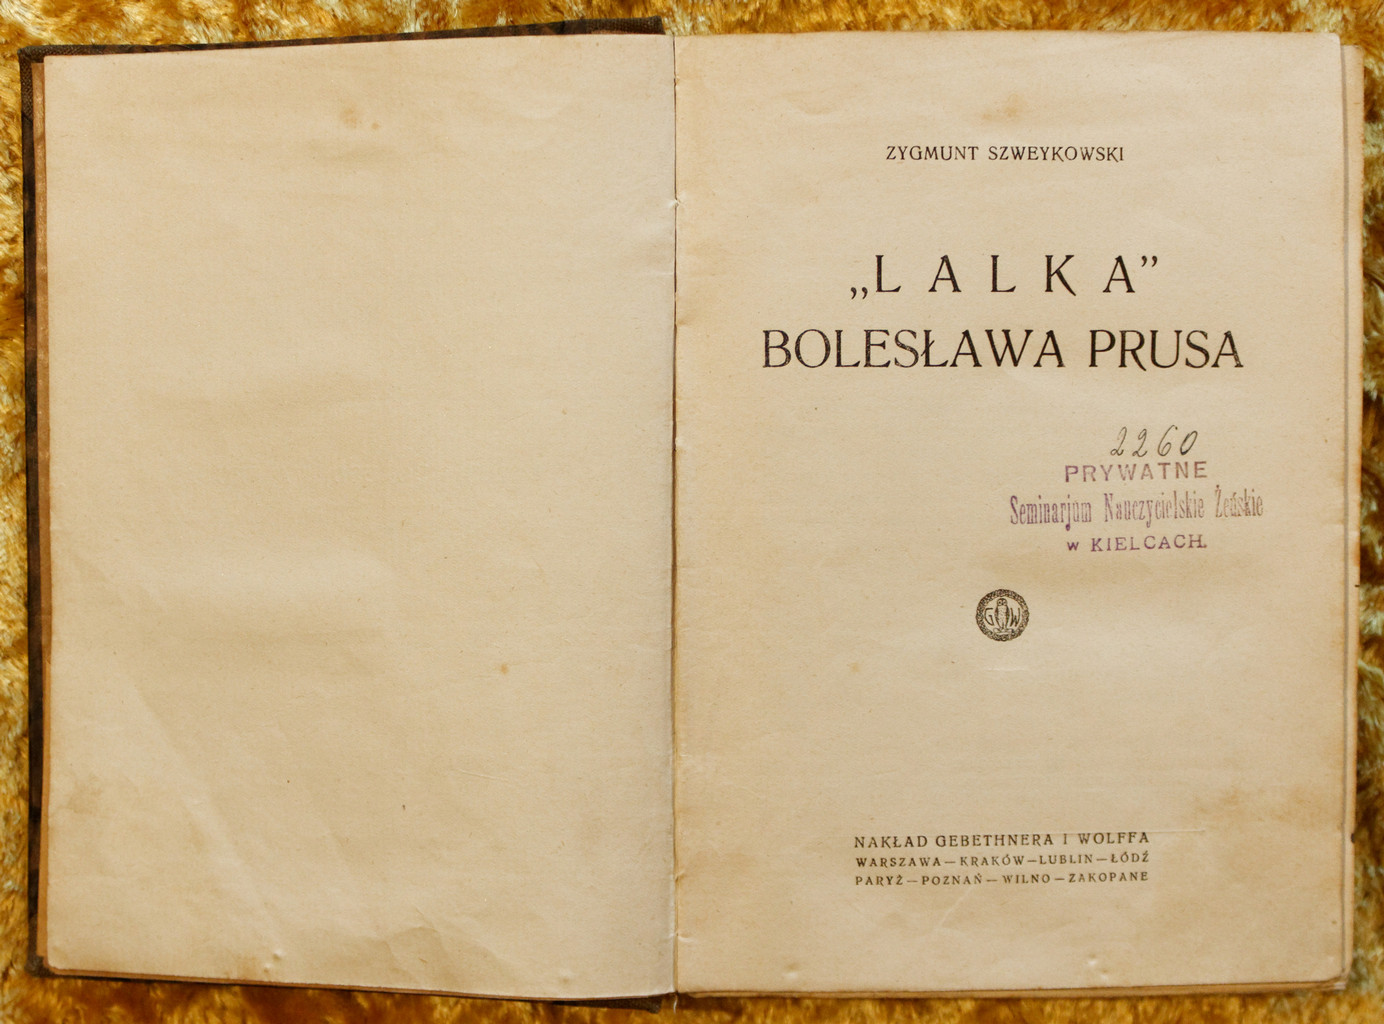 ZYGMUNT SZWEYKOWSKI
„LALKA”
BOLESŁAWA PRUSA
2260
PRYWATNE
Seminarjum Nauczycielskie Żeńskie
w KIELCACH.
G W
NAKŁAD GEBETHNERA I WOLFFA
WARSZAWA—KRAKÓW—LUBLIN—ŁÓDŹ
PARYŻ—POZNAŃ—WILNO—ZAKOPANE